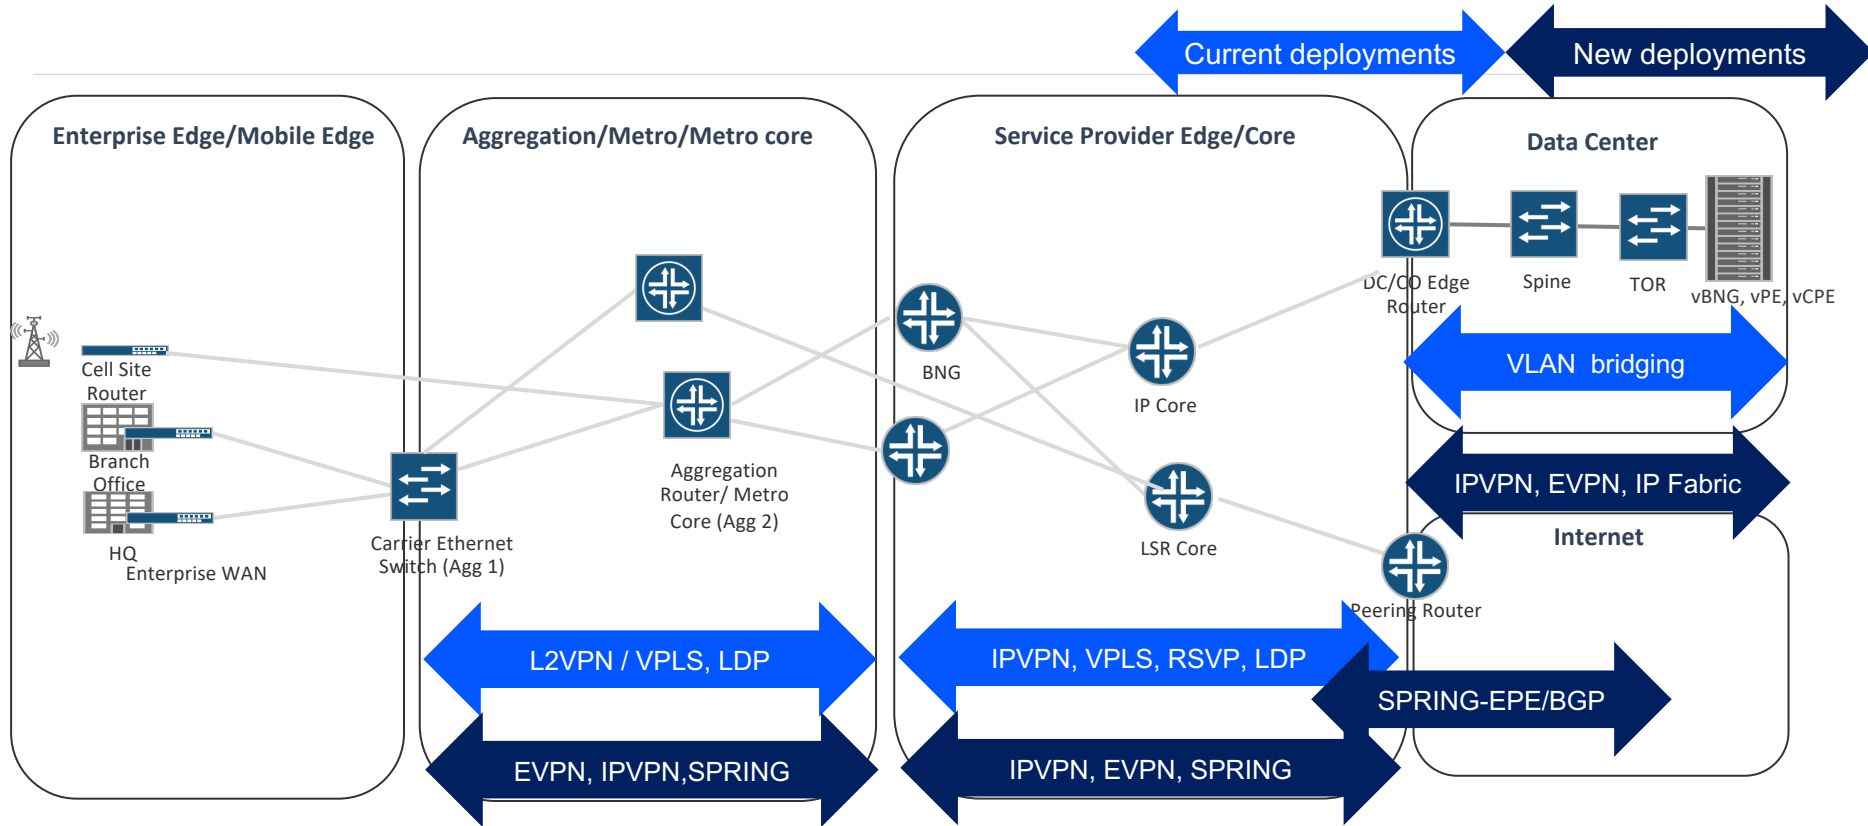 Current deployments
New deployments
Enterprise Edge/Mobile Edge
Aggregation/Metro/Metro core
Service Provider Edge/Core
Data Center
Cell Site
Router
Branch
Office
HQ
Enterprise WAN
Carrier Ethernet
Switch (Agg 1)
Aggregation
Router/ Metro
Core (Agg 2)
BNG
IP Core
LSR Core
DC/CO Edge
Router
Spine
TOR
vBNG, vPE, vCPE
VLAN  bridging
IPVPN, EVPN, IP Fabric
Internet
Peering Router
L2VPN / VPLS, LDP
IPVPN, VPLS, RSVP, LDP
SPRING-EPE/BGP
EVPN, IPVPN,SPRING
IPVPN, EVPN, SPRING